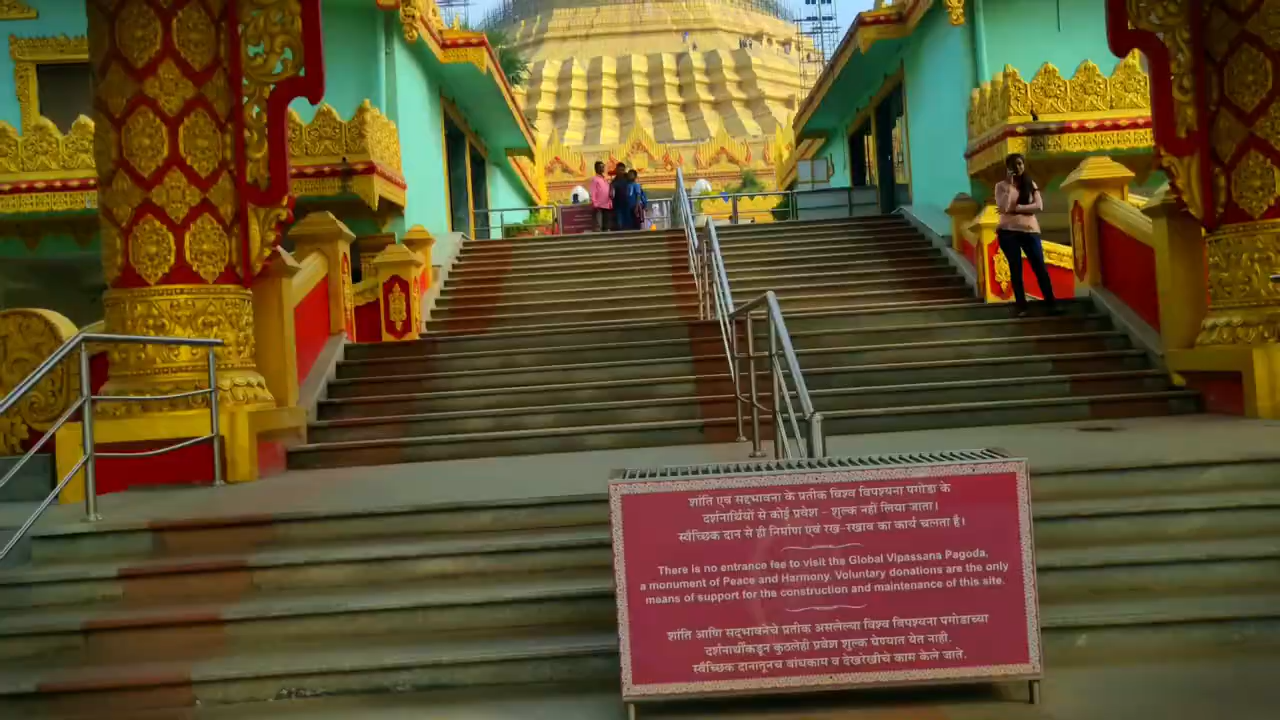 शांति एवं सद्दभावना के प्रतीक विश्व विपश्यना पगोडा के
दर्शनार्थियों से कोई प्रवेश - शुल्क नहीं लिया जाता।
स्वैच्छिक दान से ही निर्माण एवं रख-रखाव का कार्य चलता है।
There is no entrance fee to visit the Global Vipassana Pagoda,
a monument of Peace and Harmony. Voluntary donations are the only
means of support for the construction and maintenance of this site.
शांति आणि सद्‌भावनेचे प्रतीक असलेल्या विश्व विपश्यना पगोडाच्या
दर्शनार्थीकडून कुठलेही प्रवेश शुल्क घेण्यात येत नाही.
स्वैच्छिक दानातूनच बांधकाम व देखरेखीचे काम केले जाते.